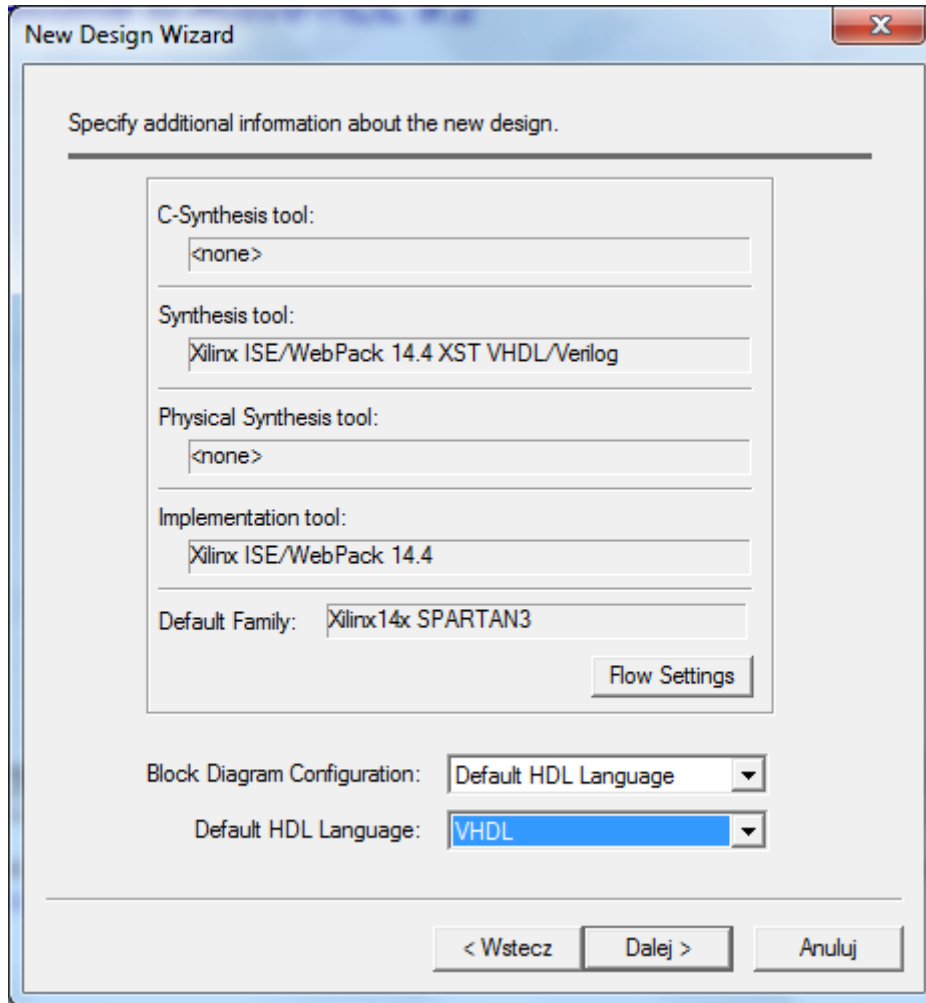 New Design Wizard
Specify additional information about the new design.
C-Synthesis tool:
<none>
Synthesis tool:
Xilinx ISE/WebPack 14.4 XST VHDL/Verilog
Physical Synthesis tool:
<none>
Implementation tool:
Xilinx ISE/WebPack 14.4
Default Family: Xilinx14x SPARTAN3
Flow Settings
Block Diagram Configuration: Default HDL Language
Default HDL Language: VHDL
< Wstecz Dalej > Anuluj